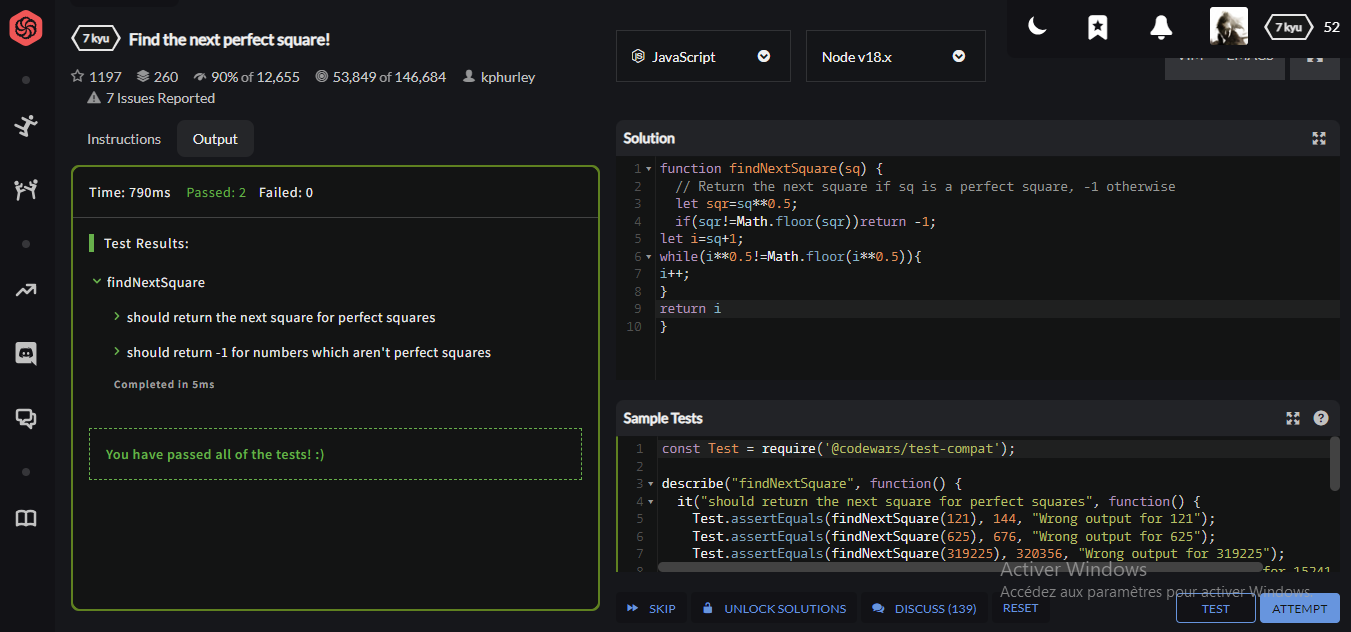 7 kyu Find the next perfect square!
1197 260 90% of 12,655 53,849 of 146,684 kphurley
7 Issues Reported
Instructions Output
Time: 790ms Passed: 2 Failed: 0
Test Results:
findNextSquare
should return the next square for perfect squares
should return -1 for numbers which aren't perfect squares
Completed in 5ms
You have passed all of the tests! :)
JavaScript Node v18.x
7 kyu 52
Solution
1 function findNextSquare(sq) {
2 // Return the next square if sq is a perfect square, -1 otherwise
3 let sqr=sq**0.5;
4 if(sqr!=Math.floor(sqr))return -1;
5 let i=sq+1;
6 while(i**0.5!=Math.floor(i**0.5)){
7 i++;
8 }
9 return i
10 }
Sample Tests
1 const Test = require('@codewars/test-compat');
2
3 describe("findNextSquare", function() {
4 it("should return the next square for perfect squares", function() {
5 Test.assertEquals(findNextSquare(121), 144, "Wrong output for 121");
6 Test.assertEquals(findNextSquare(625), 676, "Wrong output for 625");
7 Test.assertEquals(findNextSquare(319225), 320356, "Wrong output for 319225");
8 for 15241
Activer Windows
Accédez aux paramètres pour activer Windows.
SKIP UNLOCK SOLUTIONS DISCUSS (139) RESET TEST ATTEMPT